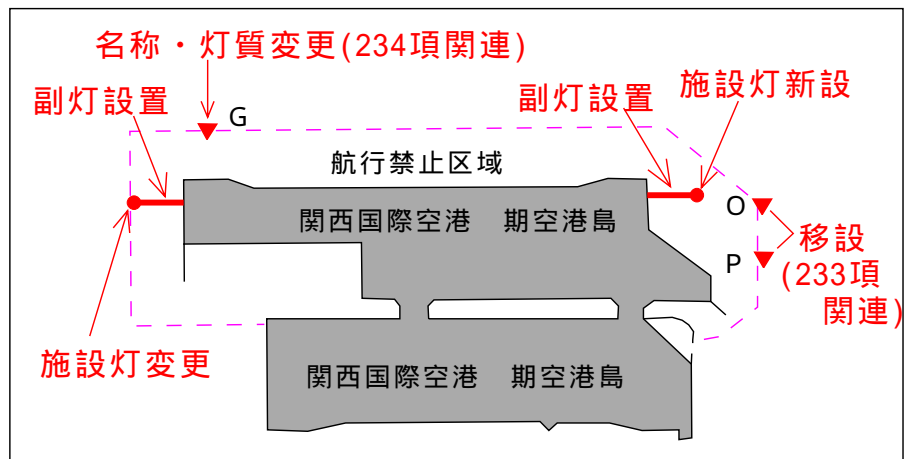 名称・灯質変更(234項関連)
副灯設置
G
副灯設置
施設灯新設
航行禁止区域
関西国際空港　期空港島
O
P
移設
(233項
関連)
施設灯変更
関西国際空港　期空港島